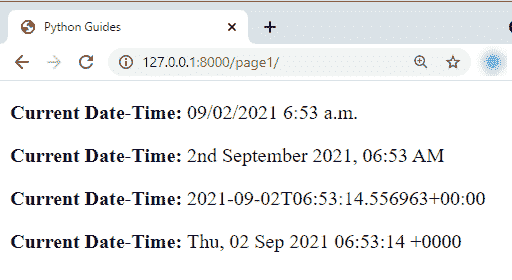 Python Guides
127.0.0.1:8000/page1/
Current Date-Time: 09/02/2021 6:53 a.m.
Current Date-Time: 2nd September 2021, 06:53 AM
Current Date-Time: 2021-09-02T06:53:14.556963+00:00
Current Date-Time: Thu, 02 Sep 2021 06:53:14 +0000